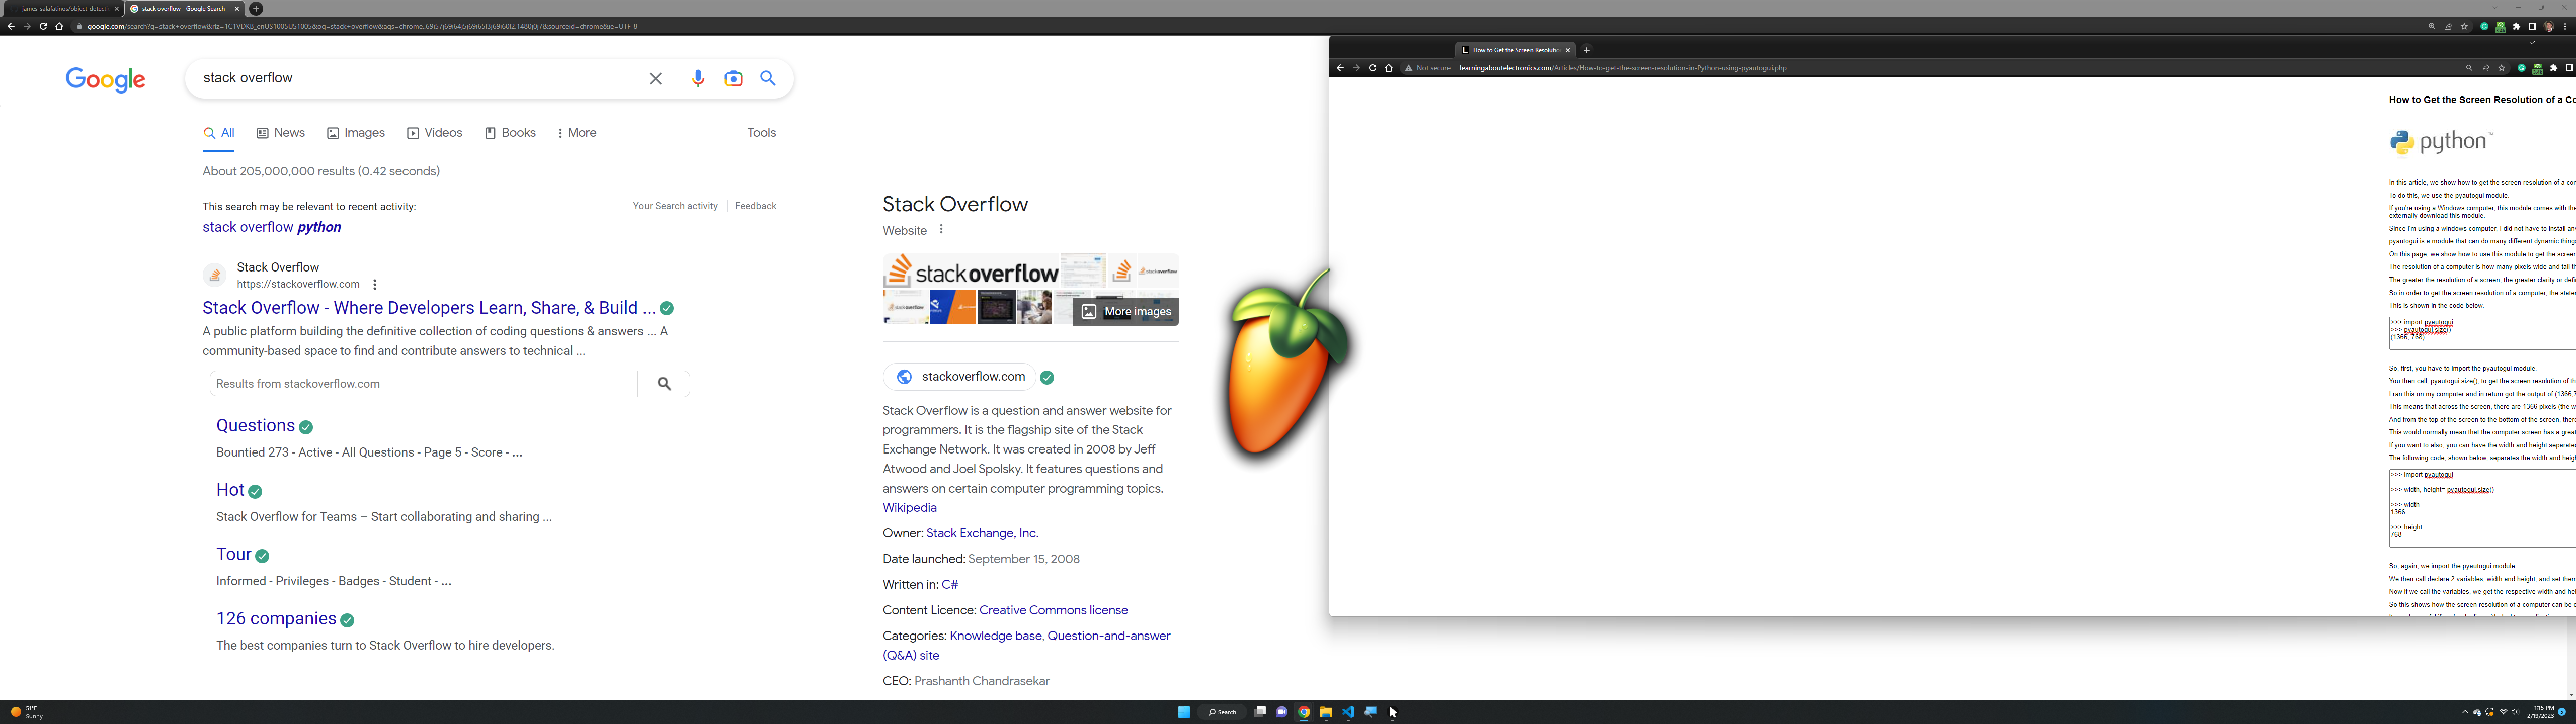 james-salafatinos/object-detecti
stack overflow - Google Search
google.com/search?q=stack+overflow&rlz=1C1VDKB_enUS1005US1005&oq=stack+overflow&aqs=chrome..69i57j69i64j5j69i65l3j69i60l2.1480j0j7&sourceid=chrome&ie=UTF-8
Google
stack overflow
All
News
Images
Videos
Books
More
Tools
About 205,000,000 results (0.42 seconds)
This search may be relevant to recent activity:
Your Search activity
Feedback
stack overflow python
Stack Overflow
https://stackoverflow.com
Stack Overflow - Where Developers Learn, Share, & Build ...
A public platform building the definitive collection of coding questions & answers ... A
community-based space to find and contribute answers to technical ...
Results from stackoverflow.com
Questions
Bountied 273 - Active - All Questions - Page 5 - Score - ...
Hot
Stack Overflow for Teams – Start collaborating and sharing ...
Tour
Informed - Privileges - Badges - Student - ...
126 companies
The best companies turn to Stack Overflow to hire developers.
Stack Overflow
Website
stackoverflow
More images
stackoverflow.com
Stack Overflow is a question and answer website for
programmers. It is the flagship site of the Stack
Exchange Network. It was created in 2008 by Jeff
Atwood and Joel Spolsky. It features questions and
answers on certain computer programming topics.
Wikipedia
Owner: Stack Exchange, Inc.
Date launched: September 15, 2008
Written in: C#
Content Licence: Creative Commons license
Categories: Knowledge base, Question-and-answer
(Q&A) site
CEO: Prashanth Chandrasekar
How to Get the Screen Resolutio
Not secure
learningaboutelectronics.com/Articles/How-to-get-the-screen-resolution-in-Python-using-pyautogui.php
How to Get the Screen Resolution of a Co
python
In this article, we show how to get the screen resolution of a co
To do this, we use the pyautogui module.
If you're using a Windows computer, this module comes with the
externally download this module.
Since I'm using a windows computer, I did not have to install any
pyautogui is a module that can do many different dynamic thing
On this page, we show how to use this module to get the screen
The resolution of a computer is how many pixels wide and tall th
The greater the resolution of a screen, the greater clarity or defi
So in order to get the screen resolution of a computer, the state
This is shown in the code below.
>>> import pyautogui
>>> pyautogui.size()
(1366, 768)
So, first, you have to import the pyautogui module.
You then call, pyautogui.size(), to get the screen resolution of th
I ran this on my computer and in return got the output of (1366,7
This means that across the screen, there are 1366 pixels (the w
And from the top of the screen to the bottom of the screen, ther
This would normally mean that the computer screen has a great
If you want to also, you can have the width and height separate
The following code, shown below, separates the width and heigh
>>> import pyautogui
>>> width, height= pyautogui.size()
>>> width
1366
>>> height
768
So, again, we import the pyautogui module.
We then call declare 2 variables, width and height, and set them
Now if we call the variables, we get the respective width and hei
So this shows how the screen resolution of a computer can be o
51°F
Sunny
Search
1:15 PM
2/19/2023